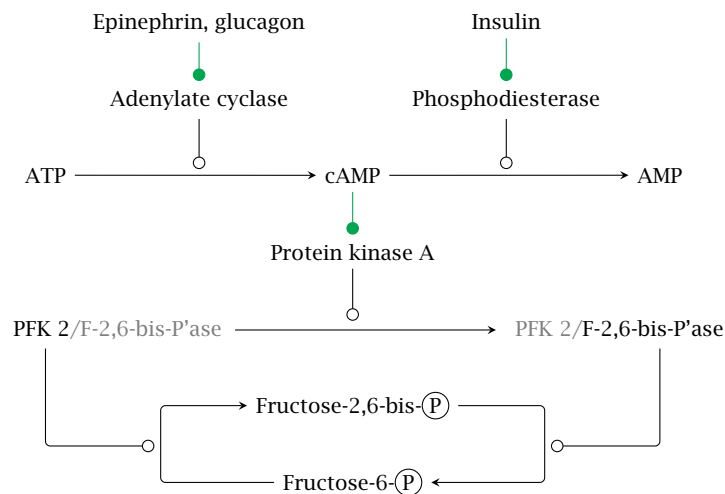 Epinephrin, glucagon
Insulin
Adenylate cyclase
Phosphodiesterase
ATP
cAMP
AMP
Protein kinase A
PFK 2/F-2,6-bis-P’ase
PFK 2/F-2,6-bis-P’ase
Fructose-2,6-bis-P
Fructose-6-P